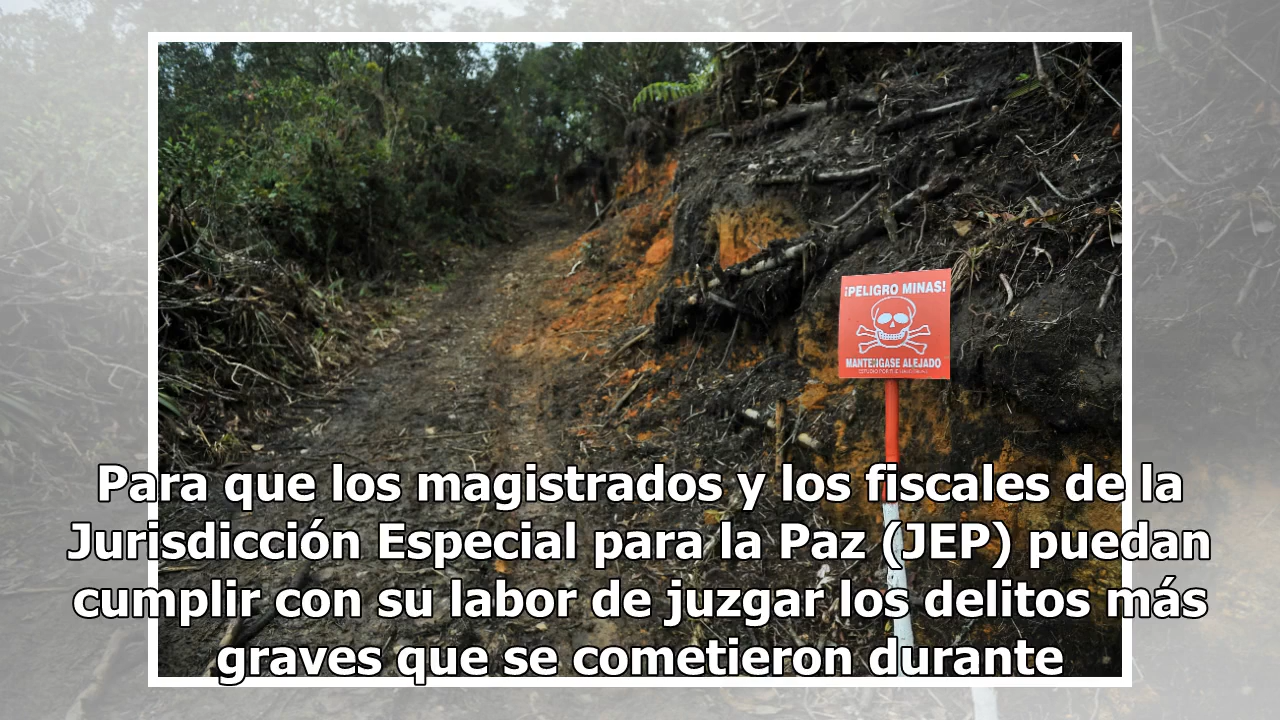 ¡PELIGRO MINAS!
MANTENGASE ALEJADO
Para que los magistrados y los fiscales de la
Jurisdicción Especial para la Paz (JEP) puedan
cumplir con su labor de juzgar los delitos más
graves que se cometieron durante